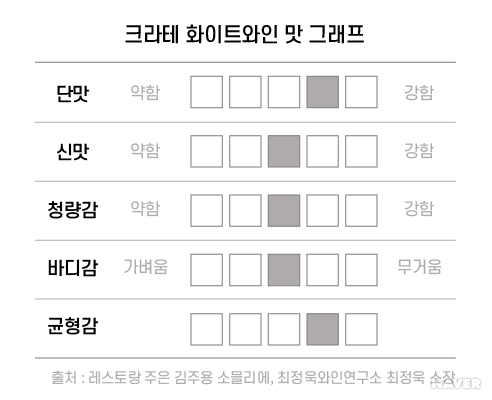 크라테 화이트와인 맛 그래프
단맛 약함 강함
신맛 약함 강함
청량감 약함 강함
바디감 가벼움 무거움
균형감
출처 : 레스토랑 주은 김주용 소믈리에, 최정욱와인연구소 최정욱 소장
NAVER